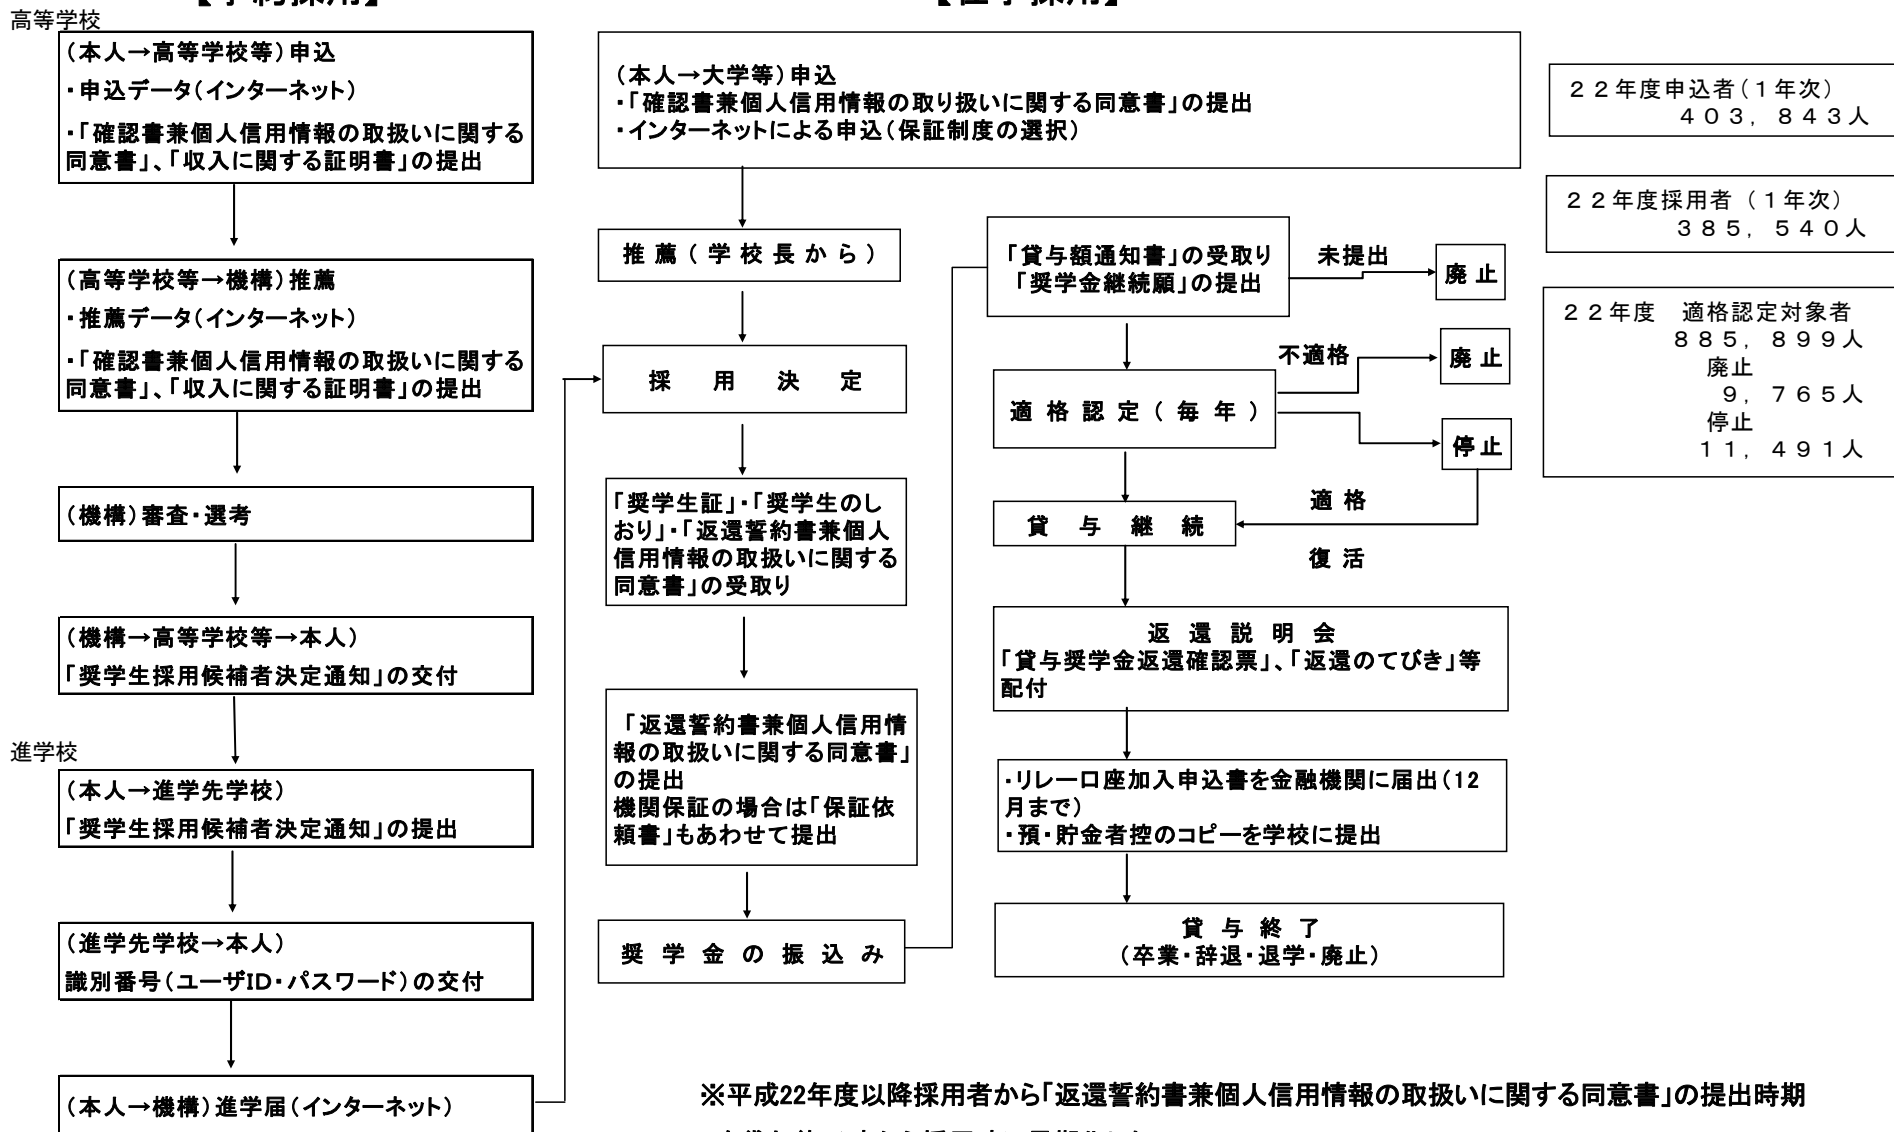 高等学校
(本人→高等学校等)申込
・申込データ(インターネット)
・「確認書兼個人信用情報の取扱いに関する
同意書」、「収入に関する証明書」の提出
(高等学校等→機構)推薦
・推薦データ(インターネット)
・「確認書兼個人信用情報の取扱いに関する
同意書」、「収入に関する証明書」の提出
(機構)審査・選考
(機構→高等学校等→本人)
「奨学生採用候補者決定通知」の交付
進学校
(本人→進学先学校)
「奨学生採用候補者決定通知」の提出
(進学先学校→本人)
識別番号(ユーザID・パスワード)の交付
(本人→機構)進学届(インターネット)
(本人→大学等)申込
・「確認書兼個人信用情報の取り扱いに関する同意書」の提出
・インターネットによる申込(保証制度の選択)
推薦(学校長から)
採用決定
「奨学生証」・「奨学生のし
おり」・「返還誓約書兼個人
信用情報の取扱いに関する
同意書」の受取り
「返還誓約書兼個人信用情
報の取扱いに関する同意書」
の提出
機関保証の場合は「保証依
頼書」もあわせて提出
奨学金の振込み
「貸与額通知書」の受取り
「奨学金継続願」の提出
未提出
廃止
適格認定(毎年)
不適格
廃止
停止
適格
復活
貸与継続
返還説明会
「貸与奨学金返還確認票」、「返還のてびき」等
配付
・リレー口座加入申込書を金融機関に届出(12
月まで)
・預・貯金者控のコピーを学校に提出
貸与終了
(卒業・辞退・退学・廃止)
22年度申込者(1年次)
403,843人
22年度採用者(1年次)
385,540人
22年度 適格認定対象者
885,899人
廃止
9,765人
停止
11,491人
※平成22年度以降採用者から「返還誓約書兼個人信用情報の取扱いに関する同意書」の提出時期